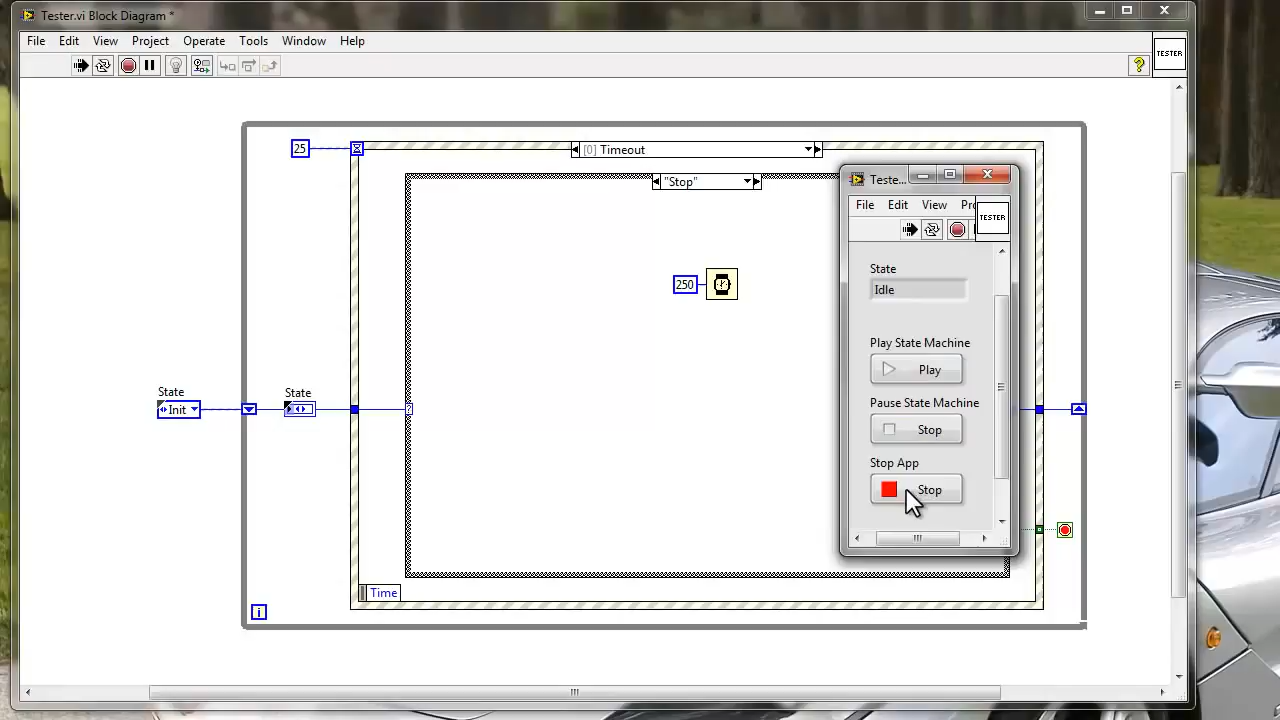 Tester.vi Block Diagram *
File Edit View Project Operate Tools Window Help
TESTER
25
[0] Timeout
"Stop"
250
State
Init
State
Time
i
Teste...
File Edit View Pr
TESTER
State
Idle
Play State Machine
Play
Pause State Machine
Stop
Stop App
Stop